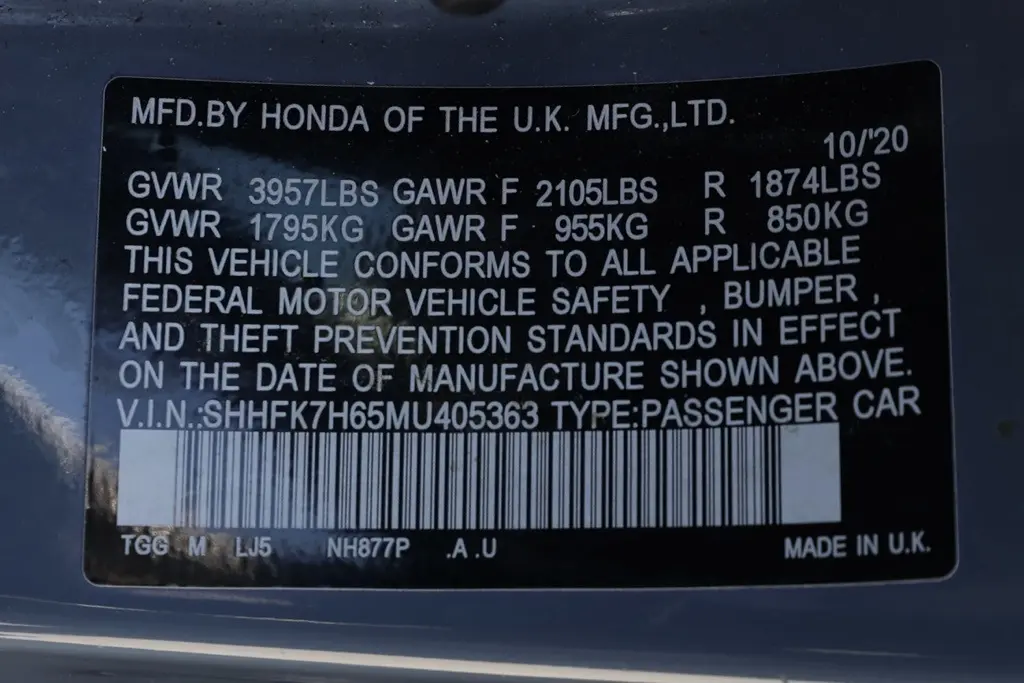 MFD.BY HONDA OF THE U.K. MFG.,LTD.
10/'20
GVWR 3957LBS GAWR F 2105LBS R 1874LBS
GVWR 1795KG GAWR F 955KG R 850KG
THIS VEHICLE CONFORMS TO ALL APPLICABLE
FEDERAL MOTOR VEHICLE SAFETY , BUMPER ,
AND THEFT PREVENTION STANDARDS IN EFFECT
ON THE DATE OF MANUFACTURE SHOWN ABOVE.
V.I.N.:SHHFK7H65MU405363 TYPE:PASSENGER CAR
TGG M LJ5 NH877P .A .U MADE IN U.K.